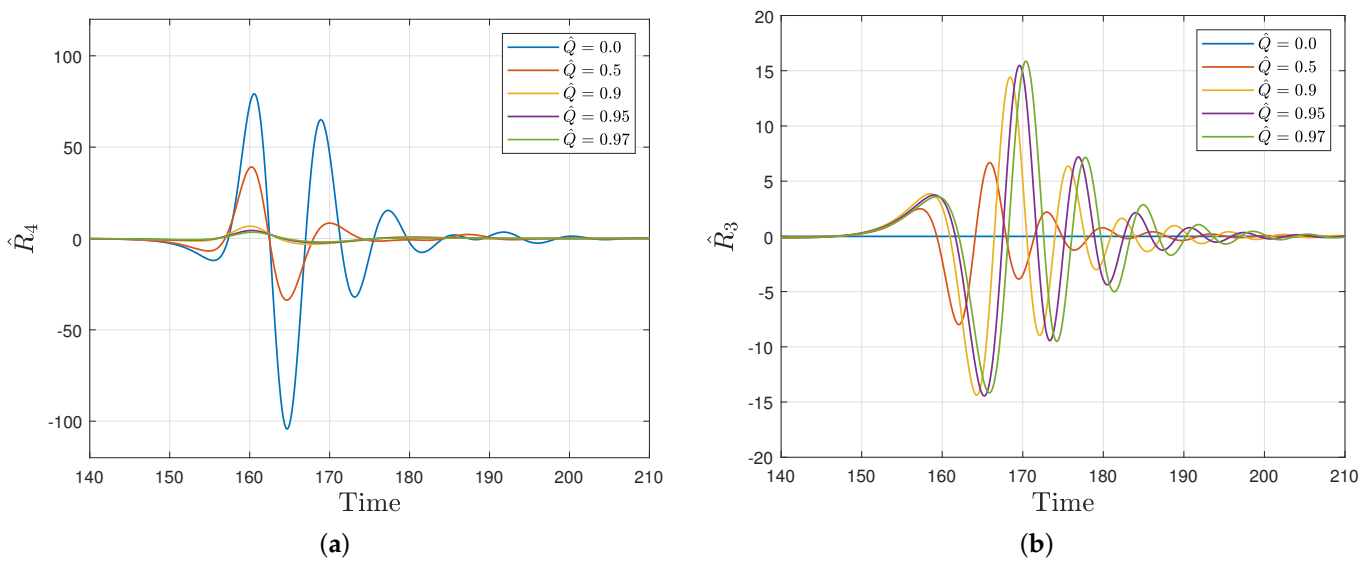 100
50
0
-50
-100
140 150 160 170 180 190 200 210
R̂4
Time
Q̂ = 0.0
Q̂ = 0.5
Q̂ = 0.9
Q̂ = 0.95
Q̂ = 0.97
(a)
20
15
10
5
0
-5
-10
-15
-20
140 150 160 170 180 190 200 210
R̂3
Time
Q̂ = 0.0
Q̂ = 0.5
Q̂ = 0.9
Q̂ = 0.95
Q̂ = 0.97
(b)